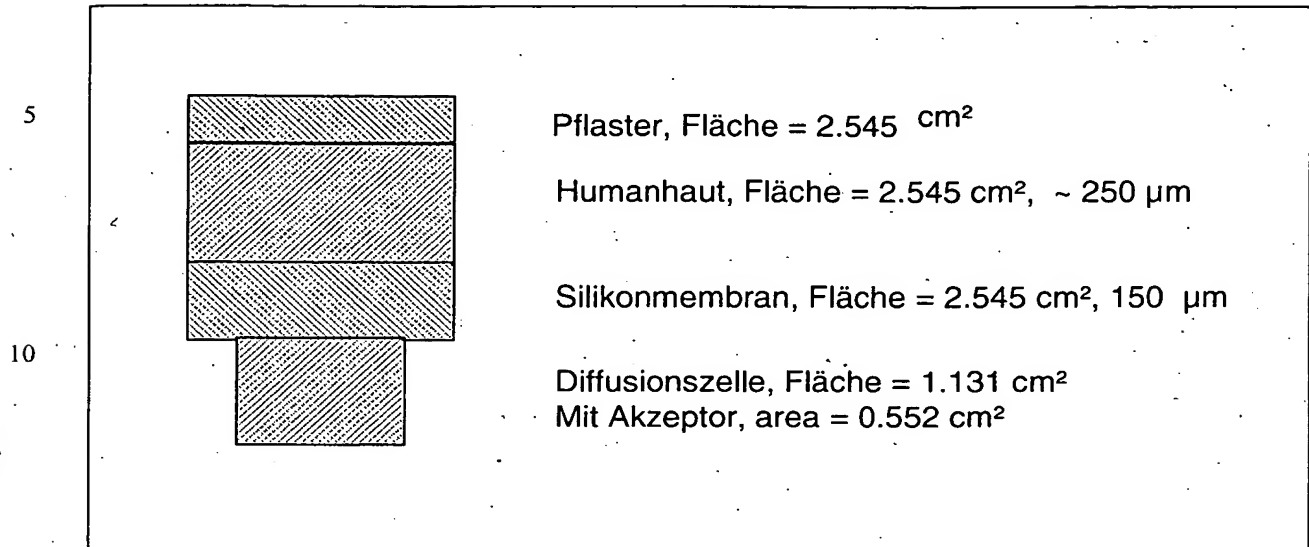 5
Pflaster, Fläche = 2.545 cm²
Humanhaut, Fläche = 2.545 cm², ~ 250 µm
Silikonmembran, Fläche = 2.545 cm², 150 µm
10
Diffusionszelle, Fläche = 1.131 cm²
Mit Akzeptor, area = 0.552 cm²